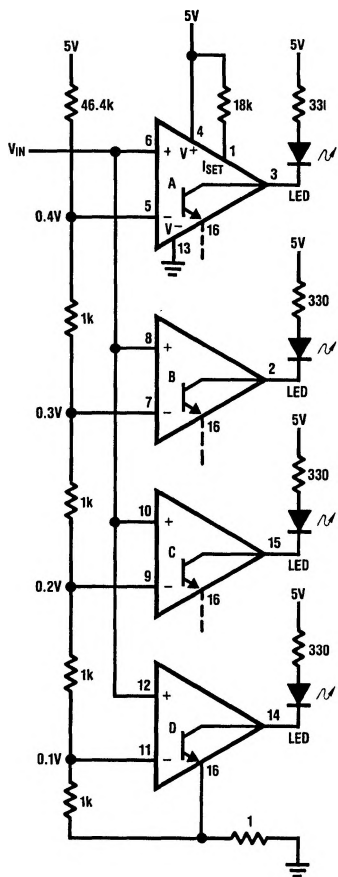 5V
5V
5V
46.4k
18k
331
VIN
6
+
4
V+
1
ISET
3
LED
A
0.4V
5
−
V−
16
13
5V
330
1k
8
+
2
LED
B
0.3V
7
−
16
5V
330
1k
10
+
15
LED
C
0.2V
9
−
16
5V
330
1k
12
+
14
LED
D
0.1V
11
−
16
1k
1